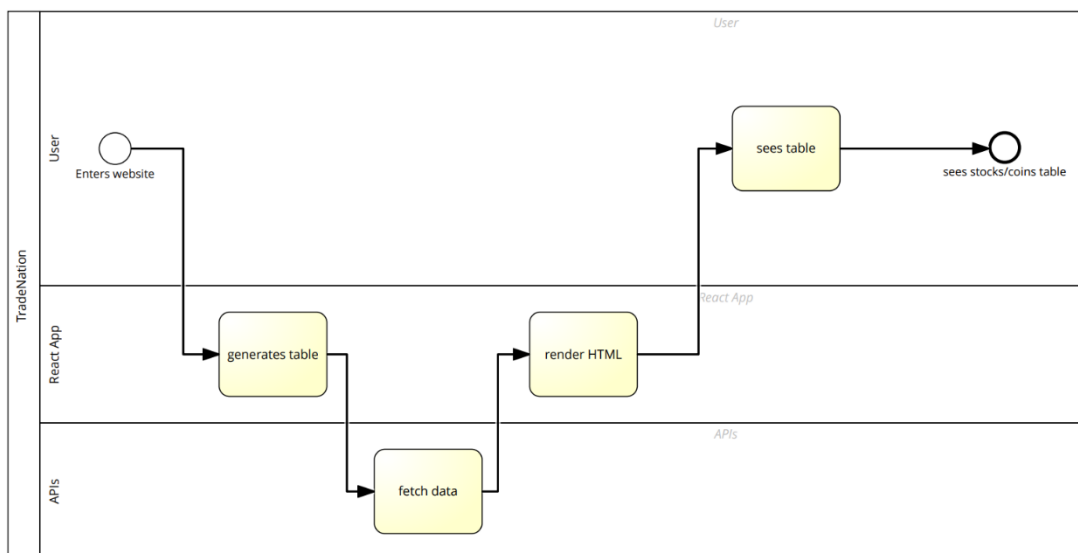 TradeNation
User
User
Enters website
sees table
sees stocks/coins table
React App
React App
generates table
render HTML
APIs
APIs
fetch data